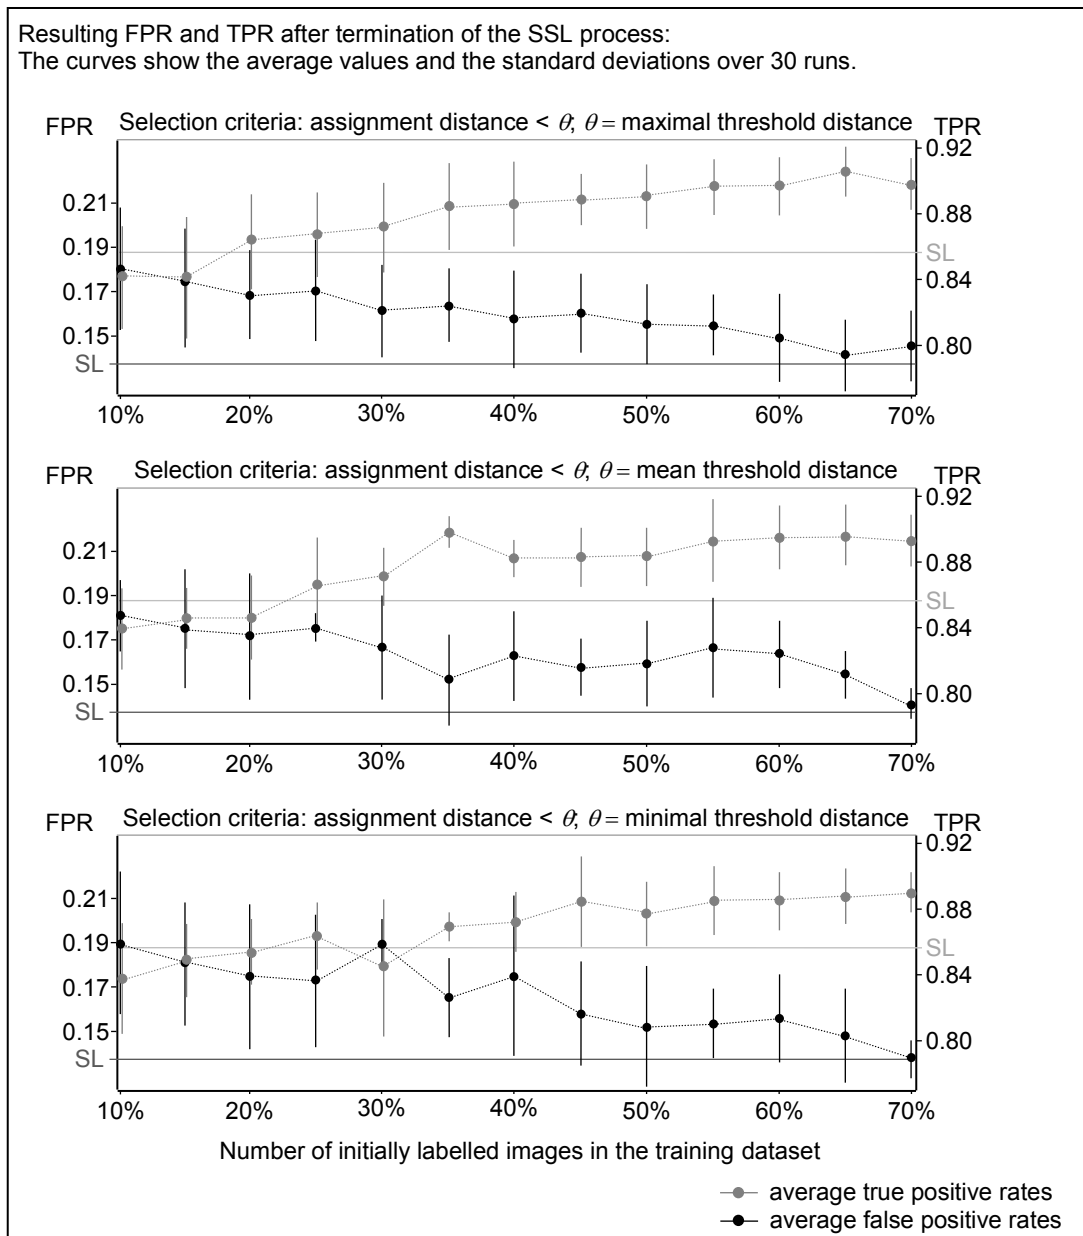 Resulting FPR and TPR after termination of the SSL process:
The curves show the average values and the standard deviations over 30 runs.
FPR Selection criteria: assignment distance < θ; θ = maximal threshold distance TPR
0.92
0.21
0.88
0.19
SL
0.84
0.17
0.15
0.80
SL
10% 20% 30% 40% 50% 60% 70%
FPR Selection criteria: assignment distance < θ; θ = mean threshold distance TPR
0.92
0.21
0.88
0.19
SL
0.84
0.17
0.15
0.80
SL
10% 20% 30% 40% 50% 60% 70%
FPR Selection criteria: assignment distance < θ; θ = minimal threshold distance TPR
0.92
0.21
0.88
0.19
SL
0.84
0.17
0.15
0.80
SL
10% 20% 30% 40% 50% 60% 70%
Number of initially labelled images in the training dataset
average true positive rates
average false positive rates